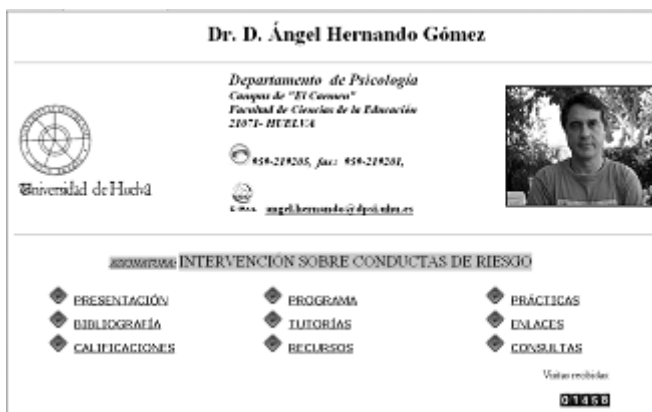 Dr. D. Ángel Hernando Gómez
Departamento de Psicología
Campus de "El Carmen"
Facultad de Ciencias de la Educación
21071- HUELVA
959-219205, fax: 959-219201,
E-MAIL angel.hernando@dpsi.uhu.es
Universidad de Huelva
ASIGNATURA: INTERVENCIÓN SOBRE CONDUCTAS DE RIESGO
PRESENTACIÓN PROGRAMA PRÁCTICAS
BIBLIOGRAFÍA TUTORÍAS ENLACES
CALIFICACIONES RECURSOS CONSULTAS
Visitas recibidas:
01458